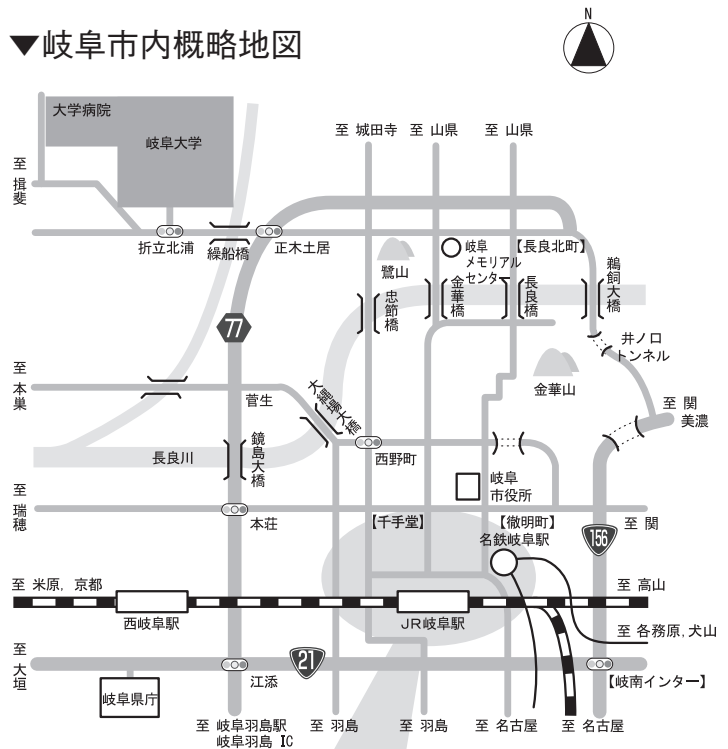 N
▼岐阜市内概略地図
大学病院
岐阜大学
至 城田寺
至 山県
至 山県
至 揖斐
折立北浦
繰船橋
正木土居
鷺山
岐阜
メモリアル
センター
【長良北町】
鵜飼大橋
忠節橋
金華橋
長良橋
77
井ノ口
トンネル
至 本巣
菅生
大縄場大橋
金華山
至 関
美濃
長良川
鏡島大橋
西野町
岐阜
市役所
至 瑞穂
本荘
【千手堂】
【徹明町】
名鉄岐阜駅
156
至 関
至 米原，京都
至 高山
西岐阜駅
JR岐阜駅
至 各務原，犬山
至 大垣
江添
21
【岐南インター】
岐阜県庁
至 岐阜羽島駅
岐阜羽島 IC
至 羽島
至 羽島
至 名古屋
至 名古屋